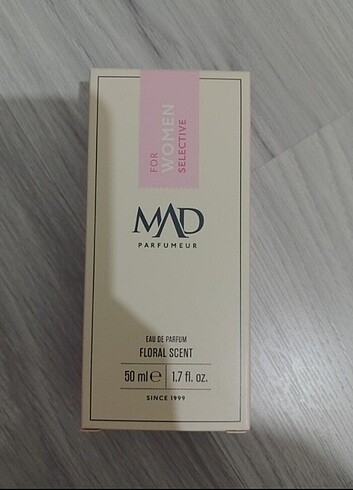 FOR
WOMEN
SELECTIVE
MAD
PARFUMEUR
EAU DE PARFUM
FLORAL SCENT
50 ml ℮ 1.7 fl. oz.
SINCE 1999